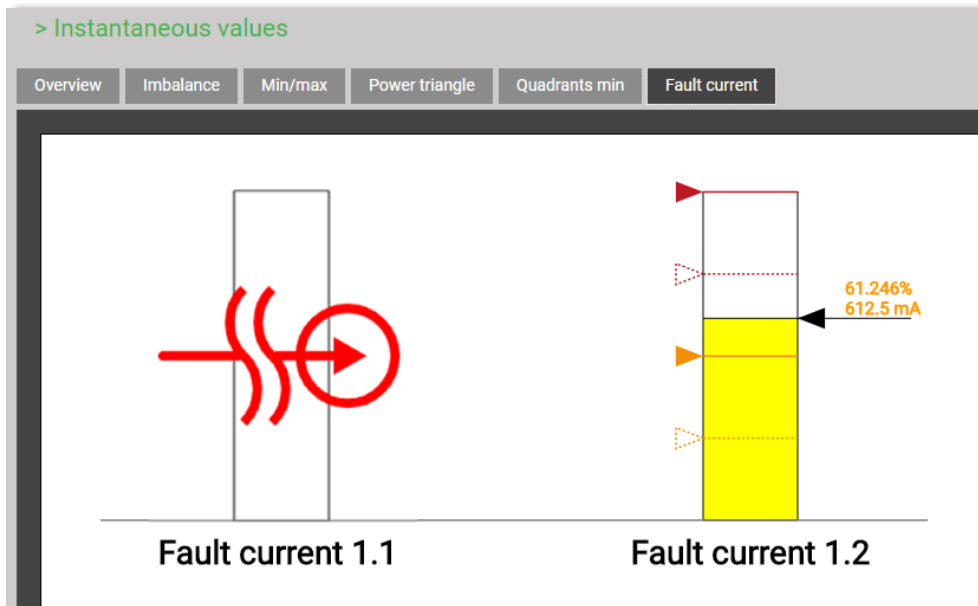 > Instantaneous values
Overview
Imbalance
Min/max
Power triangle
Quadrants min
Fault current
61.246%
612.5 mA
Fault current 1.1
Fault current 1.2